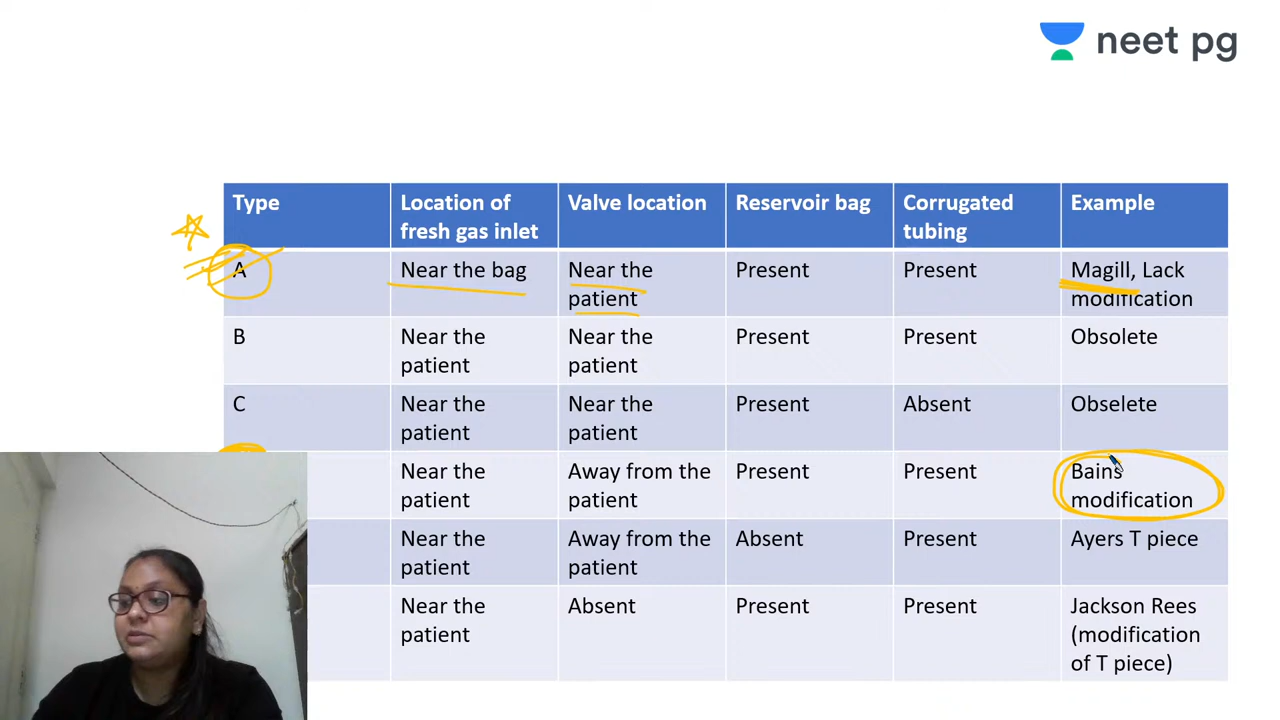 neet pg
Type
Location of
fresh gas inlet
Valve location
Reservoir bag
Corrugated
tubing
Example
A
Near the bag
Near the
patient
Present
Present
Magill, Lack
modification
B
Near the
patient
Near the
patient
Present
Present
Obsolete
C
Near the
patient
Near the
patient
Present
Absent
Obselete
Near the
patient
Away from the
patient
Present
Present
Bains
modification
Near the
patient
Away from the
patient
Absent
Present
Ayers T piece
Near the
patient
Absent
Present
Present
Jackson Rees
(modification
of T piece)